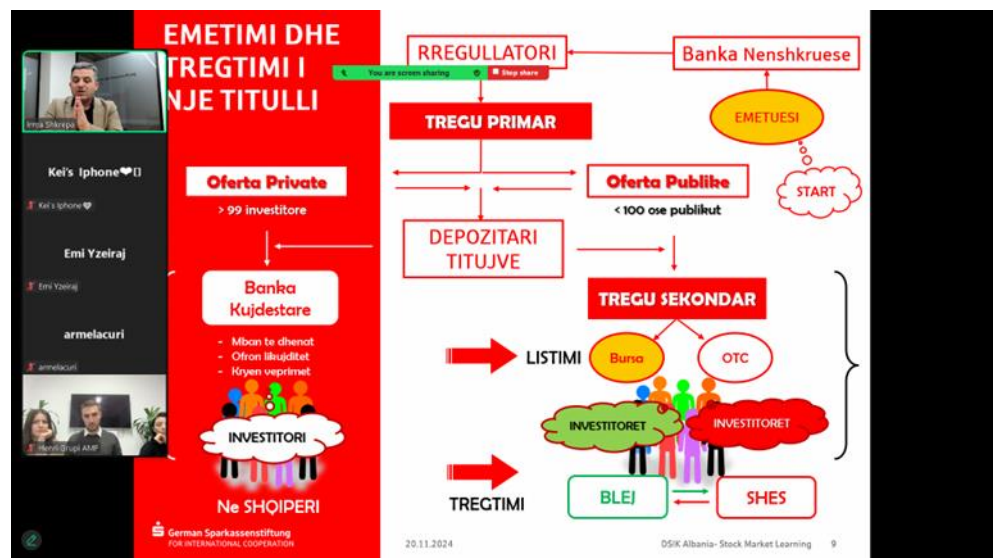 EMETIMI DHE
TREGTIMI I
NJE TITULLI
RREGULLATORI
Banka Nenshkruese
You are screen sharing
Stop share
EMETUESI
TREGU PRIMAR
START
Irma Shkrepa
Kei's Iphone❤
Kei's Iphone
Oferta Private
> 99 investitore
Oferta Publike
< 100 ose publikut
DEPOZITARI
TITUJVE
Emi Yzeiraj
Emi Yzeiraj
Banka
Kujdestare
TREGU SEKONDAR
- Mban te dhenat
- Ofron likujditet
- Kryen veprimet
armelacuri
armelacuri
LISTIMI
Bursa
OTC
INVESTITORI
INVESTITORET
INVESTITORET
Henri Grupi AMF
TREGTIMI
BLEJ
SHES
Ne SHQIPERI
German Sparkassenstiftung
FOR INTERNATIONAL COOPERATION
20.11.2024
DSIK Albania- Stock Market Learning
9